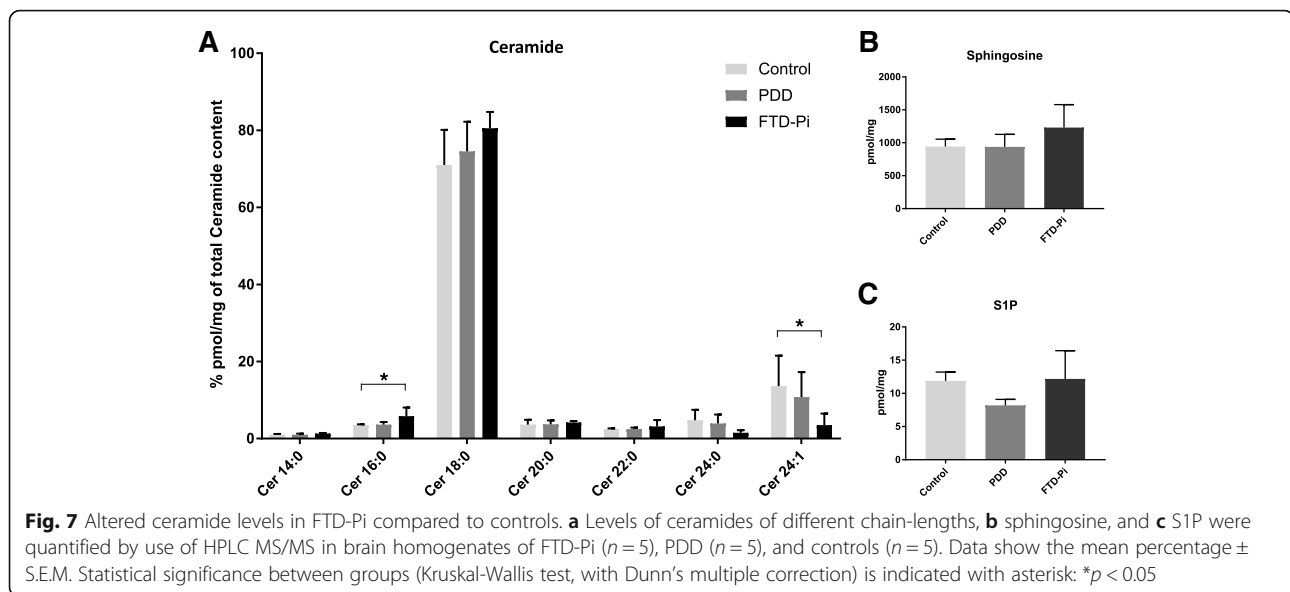 A
Ceramide
100
80
60
40
20
0
% pmol/mg of total Ceramide content
Control
PDD
FTD-Pi
*
*
Cer 14:0
Cer 16:0
Cer 18:0
Cer 20:0
Cer 22:0
Cer 24:0
Cer 24:1
B
Sphingosine
2000
1500
1000
500
0
pmol/mg
Control
PDD
FTD-Pi
C
S1P
20
15
10
5
0
pmol/mg
Control
PDD
FTD-Pi
Fig. 7 Altered ceramide levels in FTD-Pi compared to controls. a Levels of ceramides of different chain-lengths, b sphingosine, and c S1P were
quantified by use of HPLC MS/MS in brain homogenates of FTD-Pi (n = 5), PDD (n = 5), and controls (n = 5). Data show the mean percentage ±
S.E.M. Statistical significance between groups (Kruskal-Wallis test, with Dunn's multiple correction) is indicated with asterisk: *p < 0.05